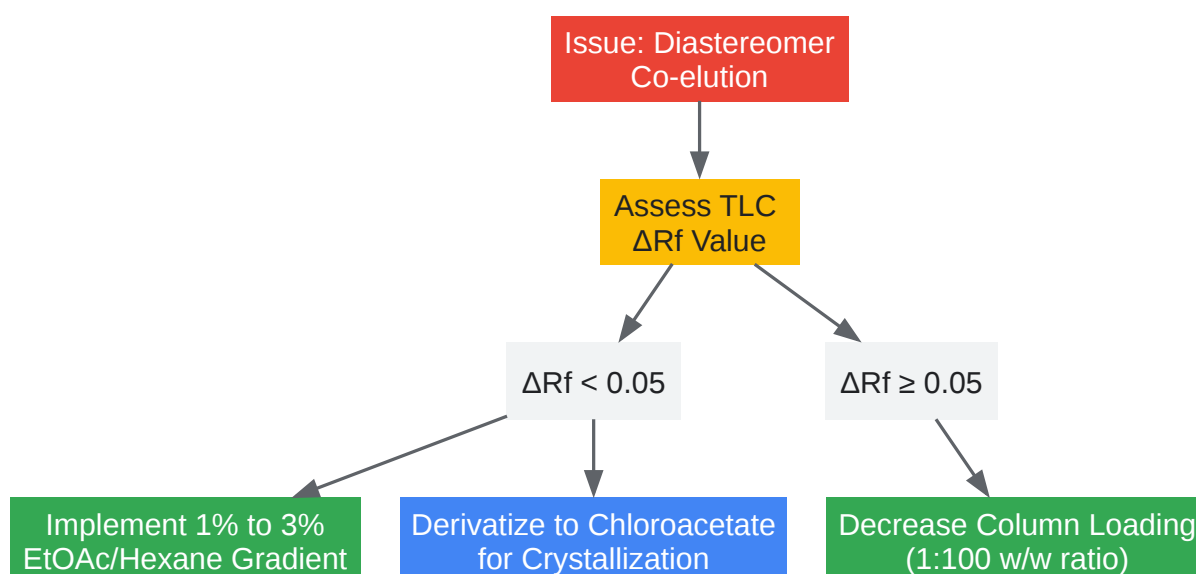 Issue: Diastereomer
Co-elution
Assess TLC
ΔRf Value
ΔRf < 0.05
ΔRf ≥ 0.05
Implement 1% to 3%
EtOAc/Hexane Gradient
Derivatize to Chloroacetate
for Crystallization
Decrease Column Loading
(1:100 w/w ratio)